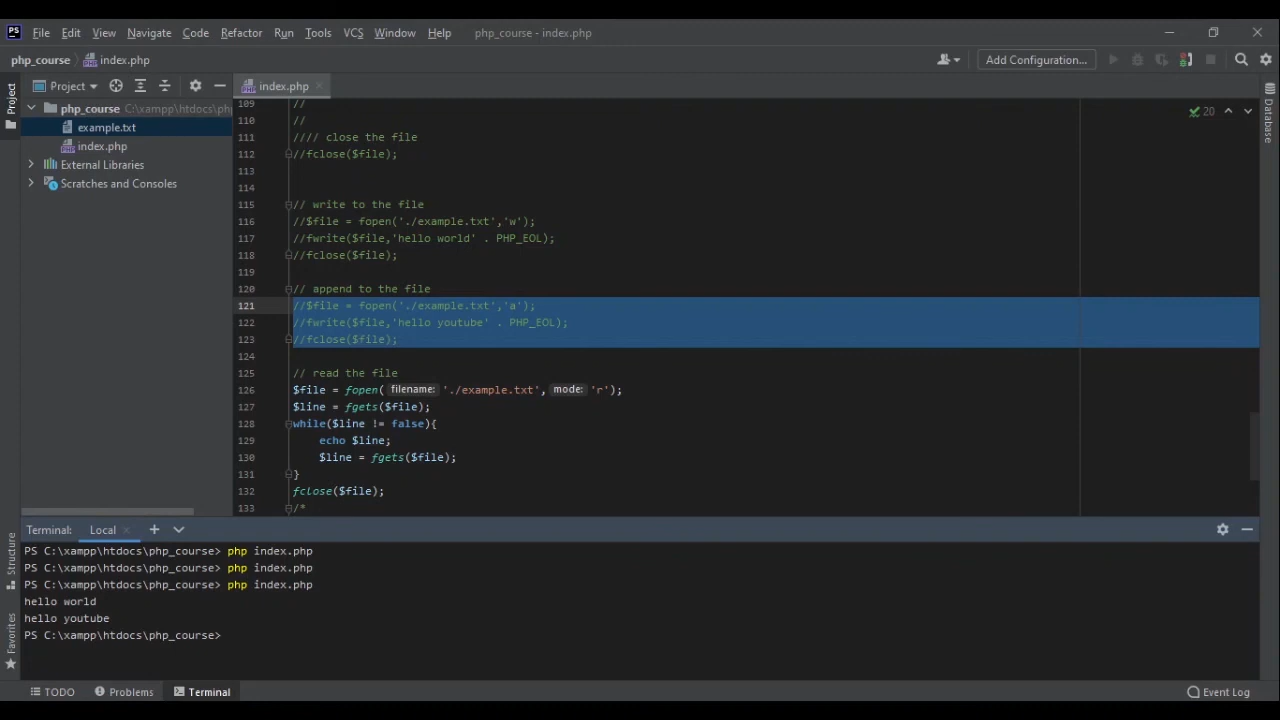 PS File Edit View Navigate Code Refactor Run Tools VCS Window Help php_course - index.php
php_course index.php Add Configuration...
Project Project index.php
php_course C:\xampp\htdocs\php
example.txt
index.php
External Libraries
Scratches and Consoles
Database
20
109 //
110 //
111 //// close the file
112 //fclose($file);
113
114
115 // write to the file
116 //$file = fopen('./example.txt','w');
117 //fwrite($file,'hello world' . PHP_EOL);
118 //fclose($file);
119
120 // append to the file
121 //$file = fopen('./example.txt','a');
122 //fwrite($file,'hello youtube' . PHP_EOL);
123 //fclose($file);
124
125 // read the file
126 $file = fopen( filename: './example.txt', mode: 'r');
127 $line = fgets($file);
128 while($line != false){
129 echo $line;
130 $line = fgets($file);
131 }
132 fclose($file);
133 /*
Structure
Favorites
Terminal: Local
PS C:\xampp\htdocs\php_course> php index.php
PS C:\xampp\htdocs\php_course> php index.php
PS C:\xampp\htdocs\php_course> php index.php
hello world
hello youtube
PS C:\xampp\htdocs\php_course>
TODO Problems Terminal Event Log